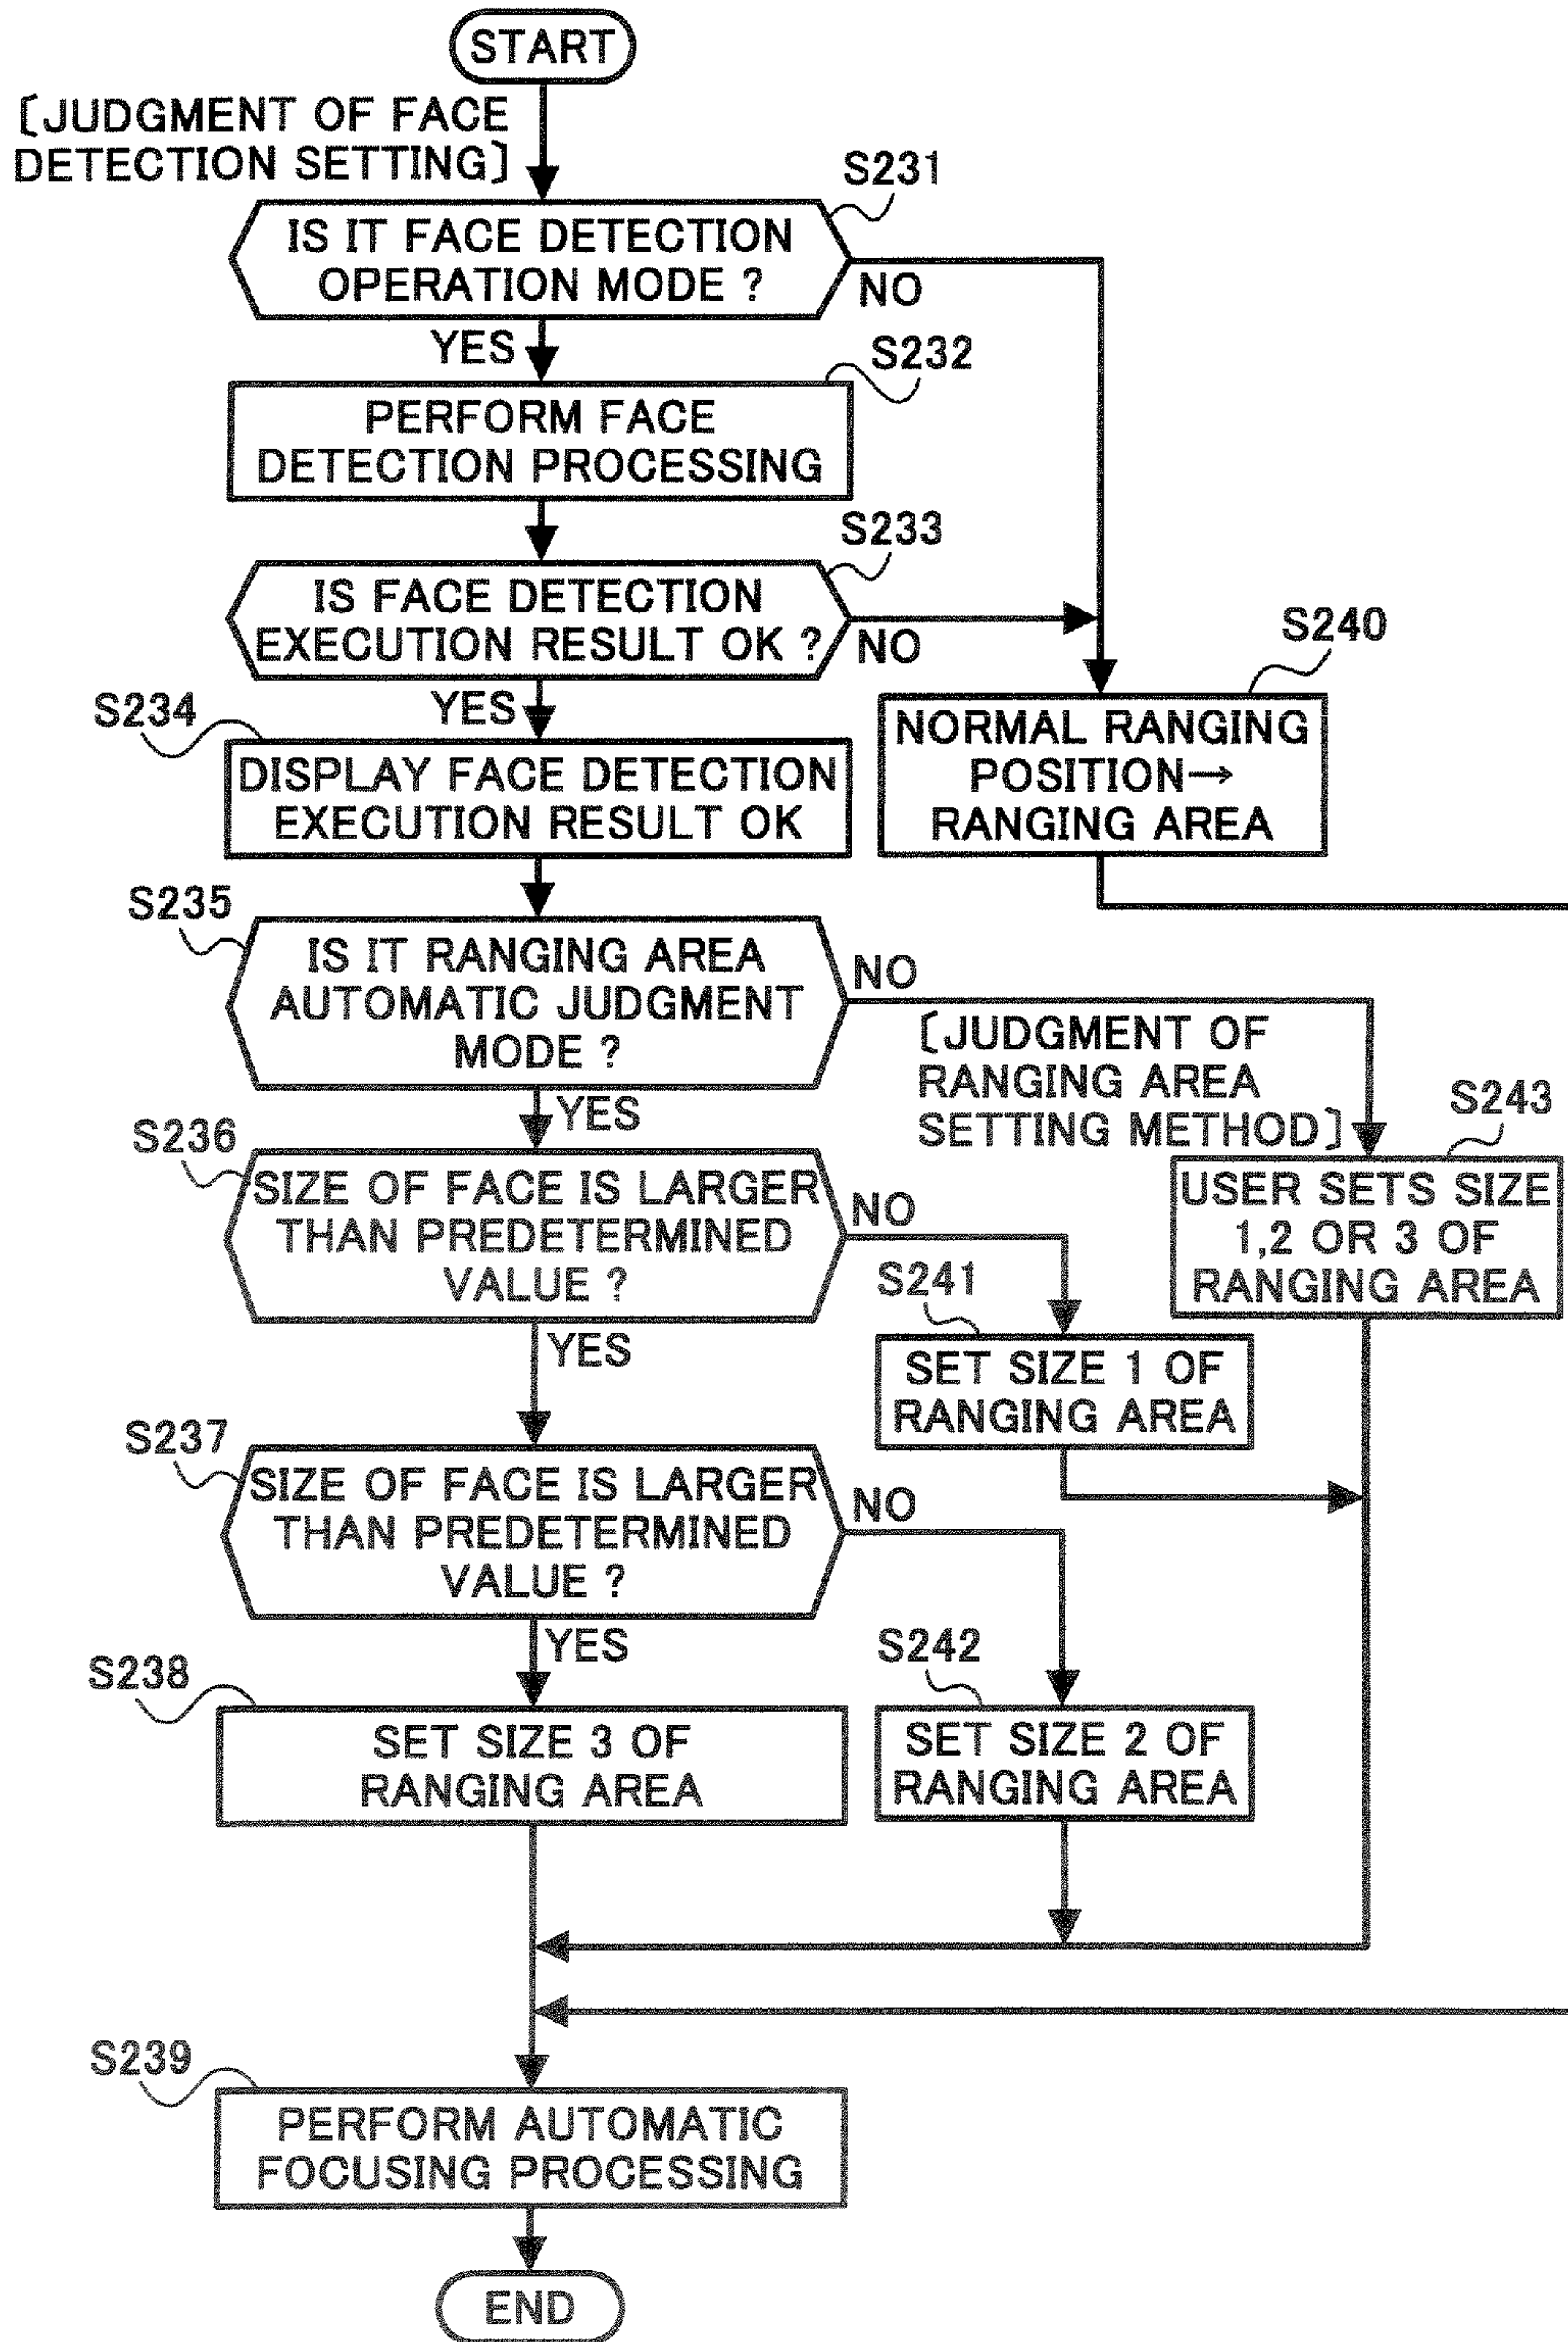 START
[JUDGMENT OF FACE
DETECTION SETTING]
S231
IS IT FACE DETECTION
OPERATION MODE ?
NO
YES
S232
PERFORM FACE
DETECTION PROCESSING
S233
IS FACE DETECTION
EXECUTION RESULT OK ?
NO
YES
S234
DISPLAY FACE DETECTION
EXECUTION RESULT OK
S240
NORMAL RANGING
POSITION→
RANGING AREA
S235
IS IT RANGING AREA
AUTOMATIC JUDGMENT
MODE ?
NO
[JUDGMENT OF
RANGING AREA
SETTING METHOD]
YES
S243
USER SETS SIZE
1,2 OR 3 OF
RANGING AREA
S236
SIZE OF FACE IS LARGER
THAN PREDETERMINED
VALUE ?
NO
YES
S241
SET SIZE 1 OF
RANGING AREA
S237
SIZE OF FACE IS LARGER
THAN PREDETERMINED
VALUE ?
NO
YES
S238
SET SIZE 3 OF
RANGING AREA
S242
SET SIZE 2 OF
RANGING AREA
S239
PERFORM AUTOMATIC
FOCUSING PROCESSING
END